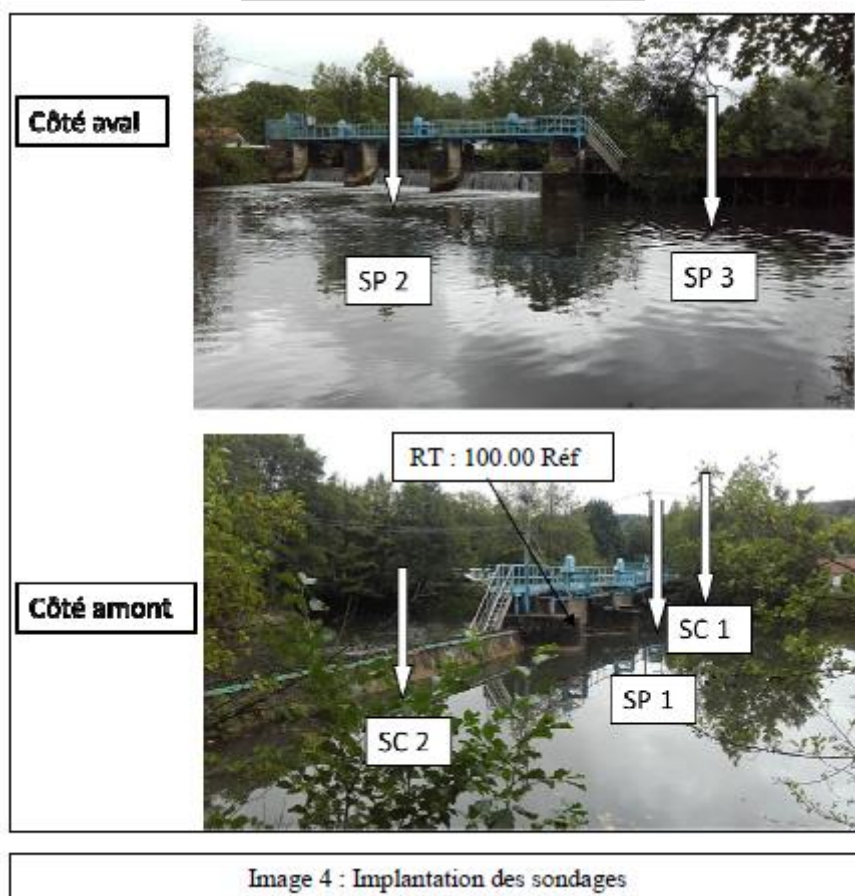 Côté aval
SP 2
SP 3
RT : 100.00 Réf
Côté amont
SC 1
SP 1
SC 2
Image 4 : Implantation des sondages